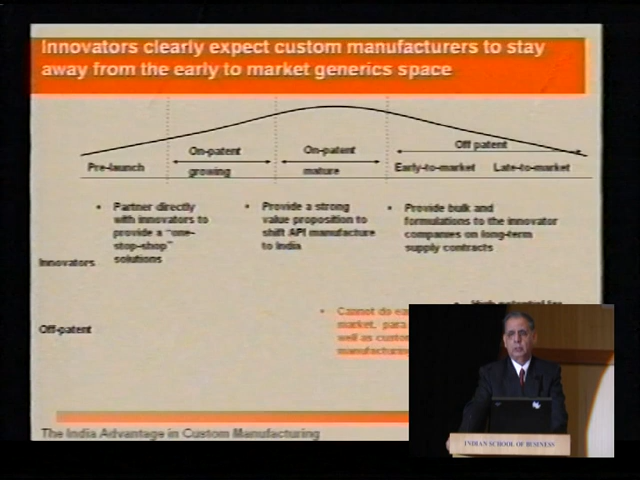 Innovators clearly expect custom manufacturers to stay
away from the early to market generics space
On-patent
growing
On-patent
mature
Off patent
Pre-launch
Early-to-market
Late-to-market
• Partner directly
with innovators to
provide a "one-
stop-shop"
solutions
• Provide a strong
value proposition to
shift API manufacture
to India
• Provide bulk and
formulations to the innovator
companies on long-term
supply contracts
Innovators
Off-patent
• Cannot do
market, para
well as
• High potential for
The India Advantage in Custom Manufacturing
INDIAN SCHOOL OF BUSINESS